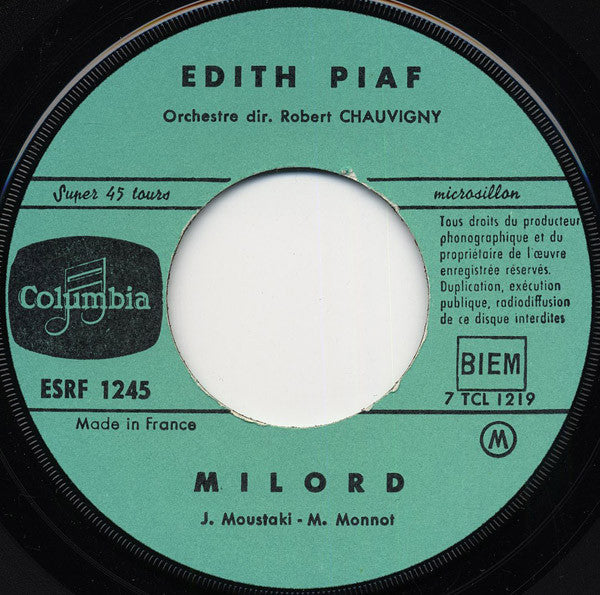 EDITH PIAF
Orchestre dir. Robert CHAUVIGNY
Super 45 tours
microsillon
Columbia
ESRF 1245
Made in France
Tous droits du producteur
phonographique et du
propriétaire de l'œuvre
enregistrée réservés.
Duplication, exécution
publique, radiodiffusion
de ce disque interdites
BIEM
7 TCL 1219
M
MILORD
J. Moustaki - M. Monnot